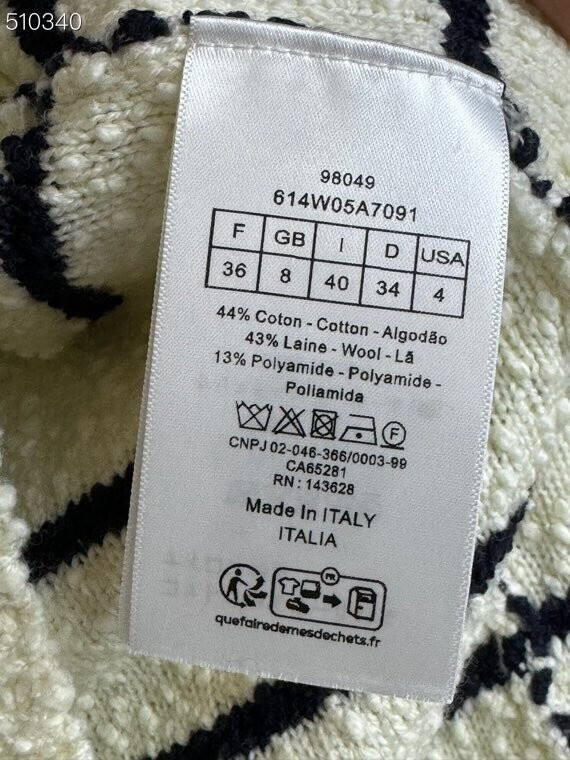 510340
98049
614W05A7091
F GB I D USA
36 8 40 34 4
44% Coton - Cotton - Algodão
43% Laine - Wool - Lã
13% Polyamide - Polyamide -
Poliamida
F
CNPJ 02-046-366/0003-99
CA65281
RN : 143628
Made In ITALY
ITALIA
FR
quefairedemesdechets.fr